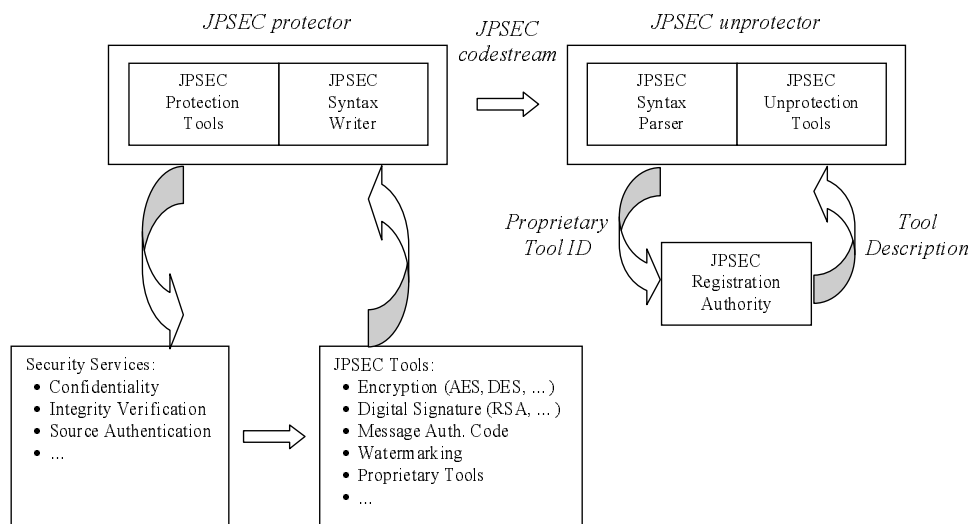 JPSEC protector
JPSEC
codestream
JPSEC unprotector
JPSEC
Protection
Tools
JPSEC
Syntax
Writer
JPSEC
Syntax
Parser
JPSEC
Unprotection
Tools
Proprietary
Tool ID
Tool
Description
JPSEC
Registration
Authority
Security Services:
• Confidentiality
• Integrity Verification
• Source Authentication
• ...
JPSEC Tools:
• Encryption (AES, DES, ... )
• Digital Signature (RSA, ... )
• Message Auth. Code
• Watermarking
• Proprietary Tools
• ...